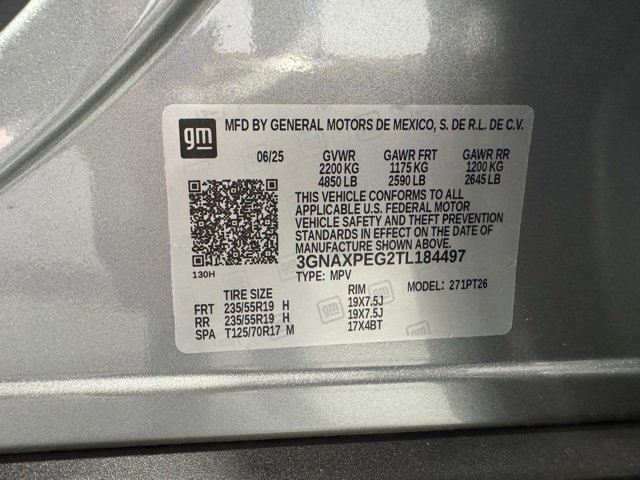 gm MFD BY GENERAL MOTORS DE MEXICO, S. DE R.L. DE C.V.
06/25 GVWR GAWR FRT GAWR RR
2200 KG 1175 KG 1200 KG
4850 LB 2590 LB 2645 LB
THIS VEHICLE CONFORMS TO ALL
APPLICABLE U.S. FEDERAL MOTOR
VEHICLE SAFETY AND THEFT PREVENTION
STANDARDS IN EFFECT ON THE DATE OF
MANUFACTURE SHOWN ABOVE.
3GNAXPEG2TL184497
130H TYPE: MPV MODEL: 271PT26
TIRE SIZE RIM
FRT 235/55R19 H 19X7.5J
RR 235/55R19 H 19X7.5J
SPA T125/70R17 M 17X4BT